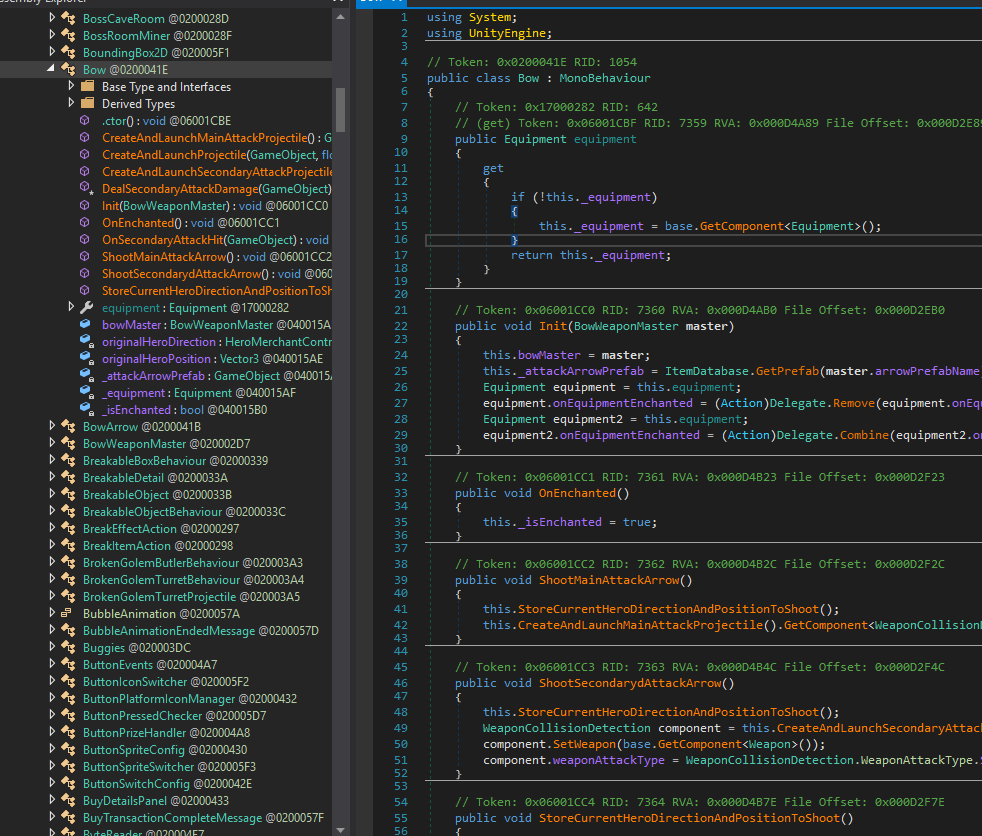 BossCaveRoom @0200028D
BossRoomMiner @0200028F
BoundingBox2D @020005F1
Bow @0200041E
Base Type and Interfaces
Derived Types
.ctor() : void @06001CBE
CreateAndLaunchMainAttackProjectile() : G
CreateAndLaunchProjectile(GameObject, flo
CreateAndLaunchSecondaryAttackProjectile
DealSecondaryAttackDamage(GameObject)
Init(BowWeaponMaster) : void @06001CC0
OnEnchanted() : void @06001CC1
OnSecondaryAttackHit(GameObject) : void
ShootMainAttackArrow() : void @06001CC2
ShootSecondarydAttackArrow() : void @060
StoreCurrentHeroDirectionAndPositionToSh
equipment : Equipment @17000282
bowMaster : BowWeaponMaster @040015A
originalHeroDirection : HeroMerchantContr
originalHeroPosition : Vector3 @040015AE
_attackArrowPrefab : GameObject @040015A
_equipment : Equipment @040015AF
_isEnchanted : bool @040015B0
BowArrow @0200041B
BowWeaponMaster @020002D7
BreakableBoxBehaviour @02000339
BreakableDetail @0200033A
BreakableObject @0200033B
BreakableObjectBehaviour @0200033C
BreakEffectAction @02000297
BreakItemAction @02000298
BrokenGolemButlerBehaviour @020003A3
BrokenGolemTurretBehaviour @020003A4
BrokenGolemTurretProjectile @020003A5
BubbleAnimation @0200057A
BubbleAnimationEndedMessage @0200057D
Buggies @020003DC
ButtonEvents @020004A7
ButtonIconSwitcher @020005F2
ButtonPlatformIconManager @02000432
ButtonPressedChecker @020005D7
ButtonPrizeHandler @020004A8
ButtonSpriteConfig @02000430
ButtonSpriteSwitcher @020005F3
ButtonSwitchConfig @0200042E
BuyDetailsPanel @02000433
BuyTransactionCompleteMessage @0200057F
ByteReader @020004E7
1 using System;
2 using UnityEngine;
3
4 // Token: 0x0200041E RID: 1054
5 public class Bow : MonoBehaviour
6 {
7 // Token: 0x17000282 RID: 642
8 // (get) Token: 0x06001CBF RID: 7359 RVA: 0x000D4A89 File Offset: 0x000D2E89
9 public Equipment equipment
10 {
11 get
12 {
13 if (!this._equipment)
14 {
15 this._equipment = base.GetComponent<Equipment>();
16 }
17 return this._equipment;
18 }
19 }
20
21 // Token: 0x06001CC0 RID: 7360 RVA: 0x000D4AB0 File Offset: 0x000D2EB0
22 public void Init(BowWeaponMaster master)
23 {
24 this.bowMaster = master;
25 this._attackArrowPrefab = ItemDatabase.GetPrefab(master.arrowPrefabName
26 Equipment equipment = this.equipment;
27 equipment.onEquipmentEnchanted = (Action)Delegate.Remove(equipment.onEqu
28 Equipment equipment2 = this.equipment;
29 equipment2.onEquipmentEnchanted = (Action)Delegate.Combine(equipment2.on
30 }
31
32 // Token: 0x06001CC1 RID: 7361 RVA: 0x000D4B23 File Offset: 0x000D2F23
33 public void OnEnchanted()
34 {
35 this._isEnchanted = true;
36 }
37
38 // Token: 0x06001CC2 RID: 7362 RVA: 0x000D4B2C File Offset: 0x000D2F2C
39 public void ShootMainAttackArrow()
40 {
41 this.StoreCurrentHeroDirectionAndPositionToShoot();
42 this.CreateAndLaunchMainAttackProjectile().GetComponent<WeaponCollisionD
43 }
44
45 // Token: 0x06001CC3 RID: 7363 RVA: 0x000D4B4C File Offset: 0x000D2F4C
46 public void ShootSecondarydAttackArrow()
47 {
48 this.StoreCurrentHeroDirectionAndPositionToShoot();
49 WeaponCollisionDetection component = this.CreateAndLaunchSecondaryAttack
50 component.SetWeapon(base.GetComponent<Weapon>());
51 component.weaponAttackType = WeaponCollisionDetection.WeaponAttackType.S
52 }
53
54 // Token: 0x06001CC4 RID: 7364 RVA: 0x000D4B7E File Offset: 0x000D2F7E
55 public void StoreCurrentHeroDirectionAndPositionToShoot()
56 {